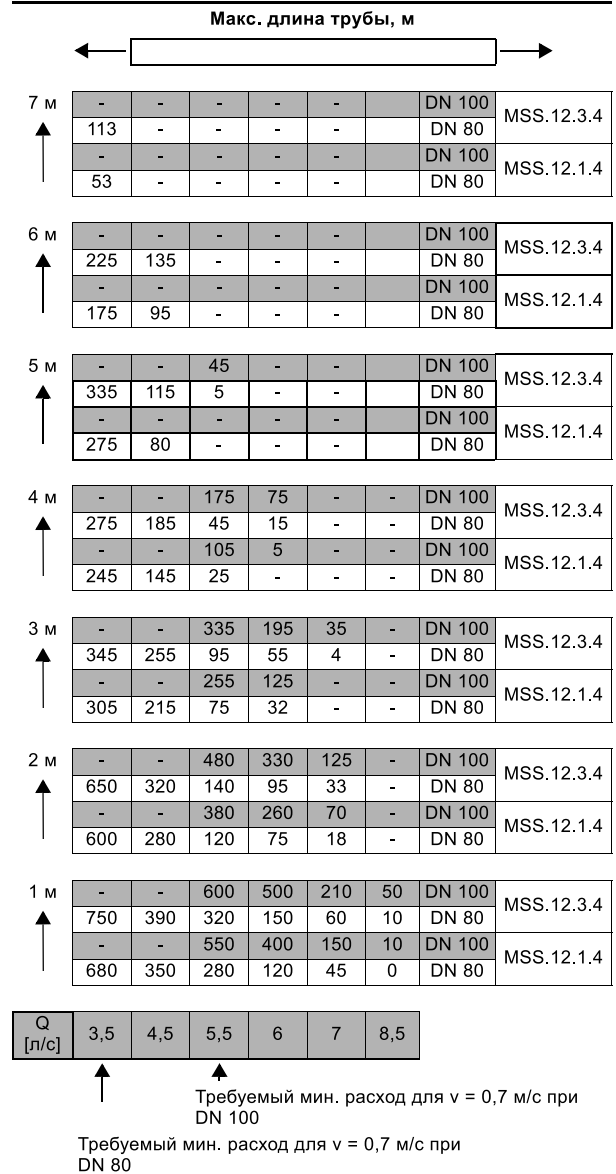 Макс. длина трубы, м
7 м
- - - - - DN 100 MSS.12.3.4
113 - - - - DN 80
- - - - - DN 100 MSS.12.1.4
53 - - - - DN 80
6 м
- - - - - DN 100 MSS.12.3.4
225 135 - - - DN 80
- - - - - DN 100 MSS.12.1.4
175 95 - - - DN 80
5 м
- - 45 DN 100 MSS.12.3.4
335 115 5 - - DN 80
- - - - - DN 100 MSS.12.1.4
275 80 - - - DN 80
4 м
- - 175 75 - - DN 100 MSS.12.3.4
275 185 45 15 - - DN 80
- - 105 5 - - DN 100 MSS.12.1.4
245 145 25 - - - DN 80
3 м
- - 335 195 35 - DN 100 MSS.12.3.4
345 255 95 55 4 - DN 80
- - 255 125 - - DN 100 MSS.12.1.4
305 215 75 32 - - DN 80
2 м
- - 480 330 125 - DN 100 MSS.12.3.4
650 320 140 95 33 - DN 80
- - 380 260 70 - DN 100 MSS.12.1.4
600 280 120 75 18 - DN 80
1 м
- - 600 500 210 50 DN 100 MSS.12.3.4
750 390 320 150 60 10 DN 80
- - 550 400 150 10 DN 100 MSS.12.1.4
680 350 280 120 45 0 DN 80
Q [л/с] 3,5 4,5 5,5 6 7 8,5
Требуемый мин. расход для v = 0,7 м/с при
DN 100
Требуемый мин. расход для v = 0,7 м/с при
DN 80